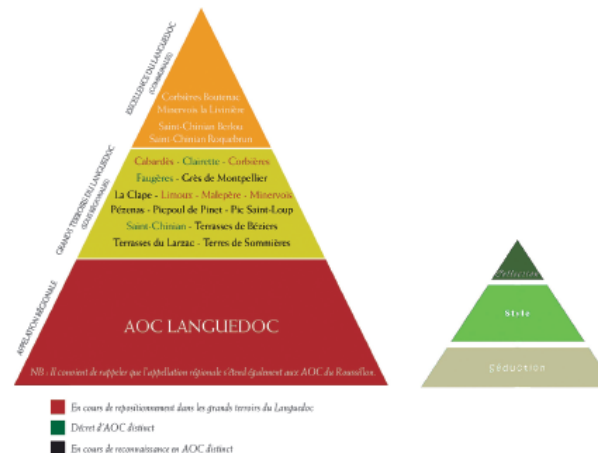 EXCELLENCE DU LANGUEDOC
(COMMUNALES)
Corbières Boutenac
Minervois la Livinière
Saint-Chinian Berlou
Saint-Chinian Roquebrun
GRANDS TERROIRS DU LANGUEDOC
(SOUS RÉGIONALES)
Cabardès - Clairette - Corbières
Faugères - Grès de Montpellier
La Clape - Limoux - Malepère - Minervois
Pézenas - Picpoul de Pinet - Pic Saint-Loup
Saint-Chinian - Terrasses de Béziers
Terrasses du Larzac - Terres de Sommières
APPELLATION RÉGIONALE
AOC LANGUEDOC
NB - Il convient de rappeler que l'appellation régionale s'étend également aux AOC du Roussillon.
Style
Séduction
En cours de repositionnement dans les grands terroirs du Languedoc
Décret d'AOC distinct
En cours de reconnaissance en AOC distinct